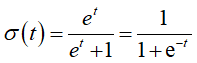 σ(t) = e^t / (e^t + 1) = 1 / (1 + e^{-t})